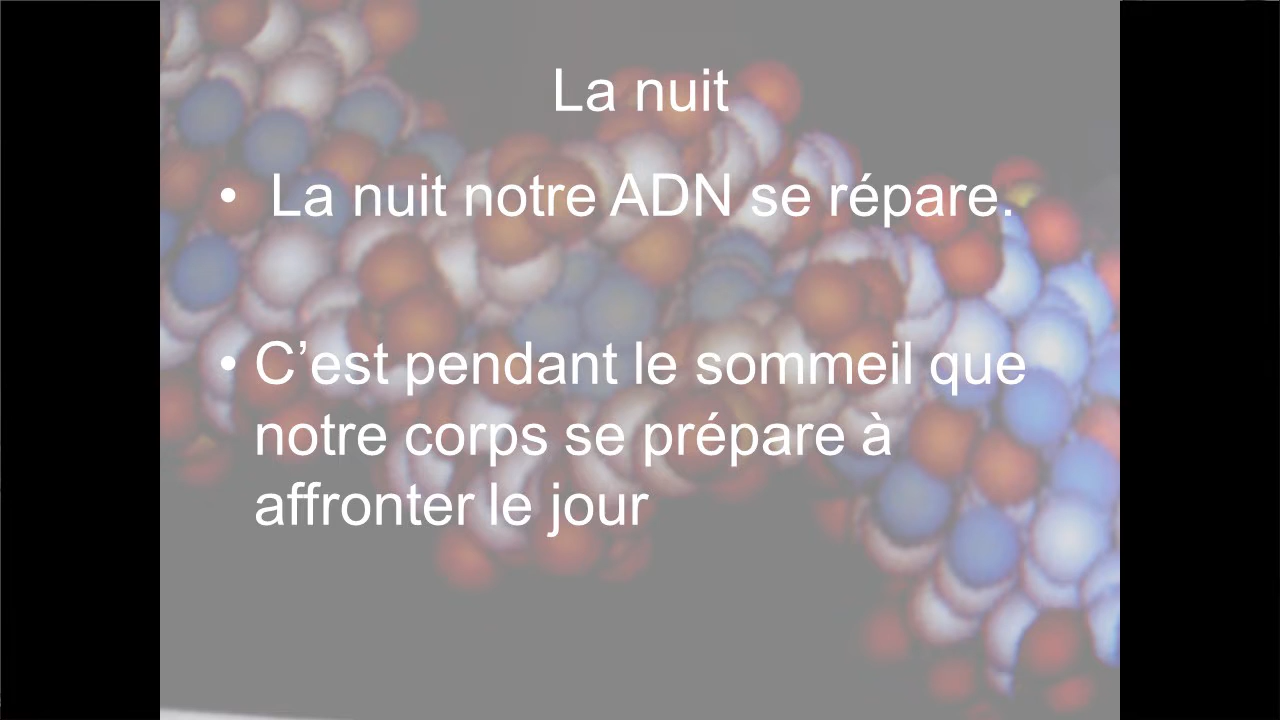 La nuit
• La nuit notre ADN se répare.
• C’est pendant le sommeil que
notre corps se prépare à
affronter le jour